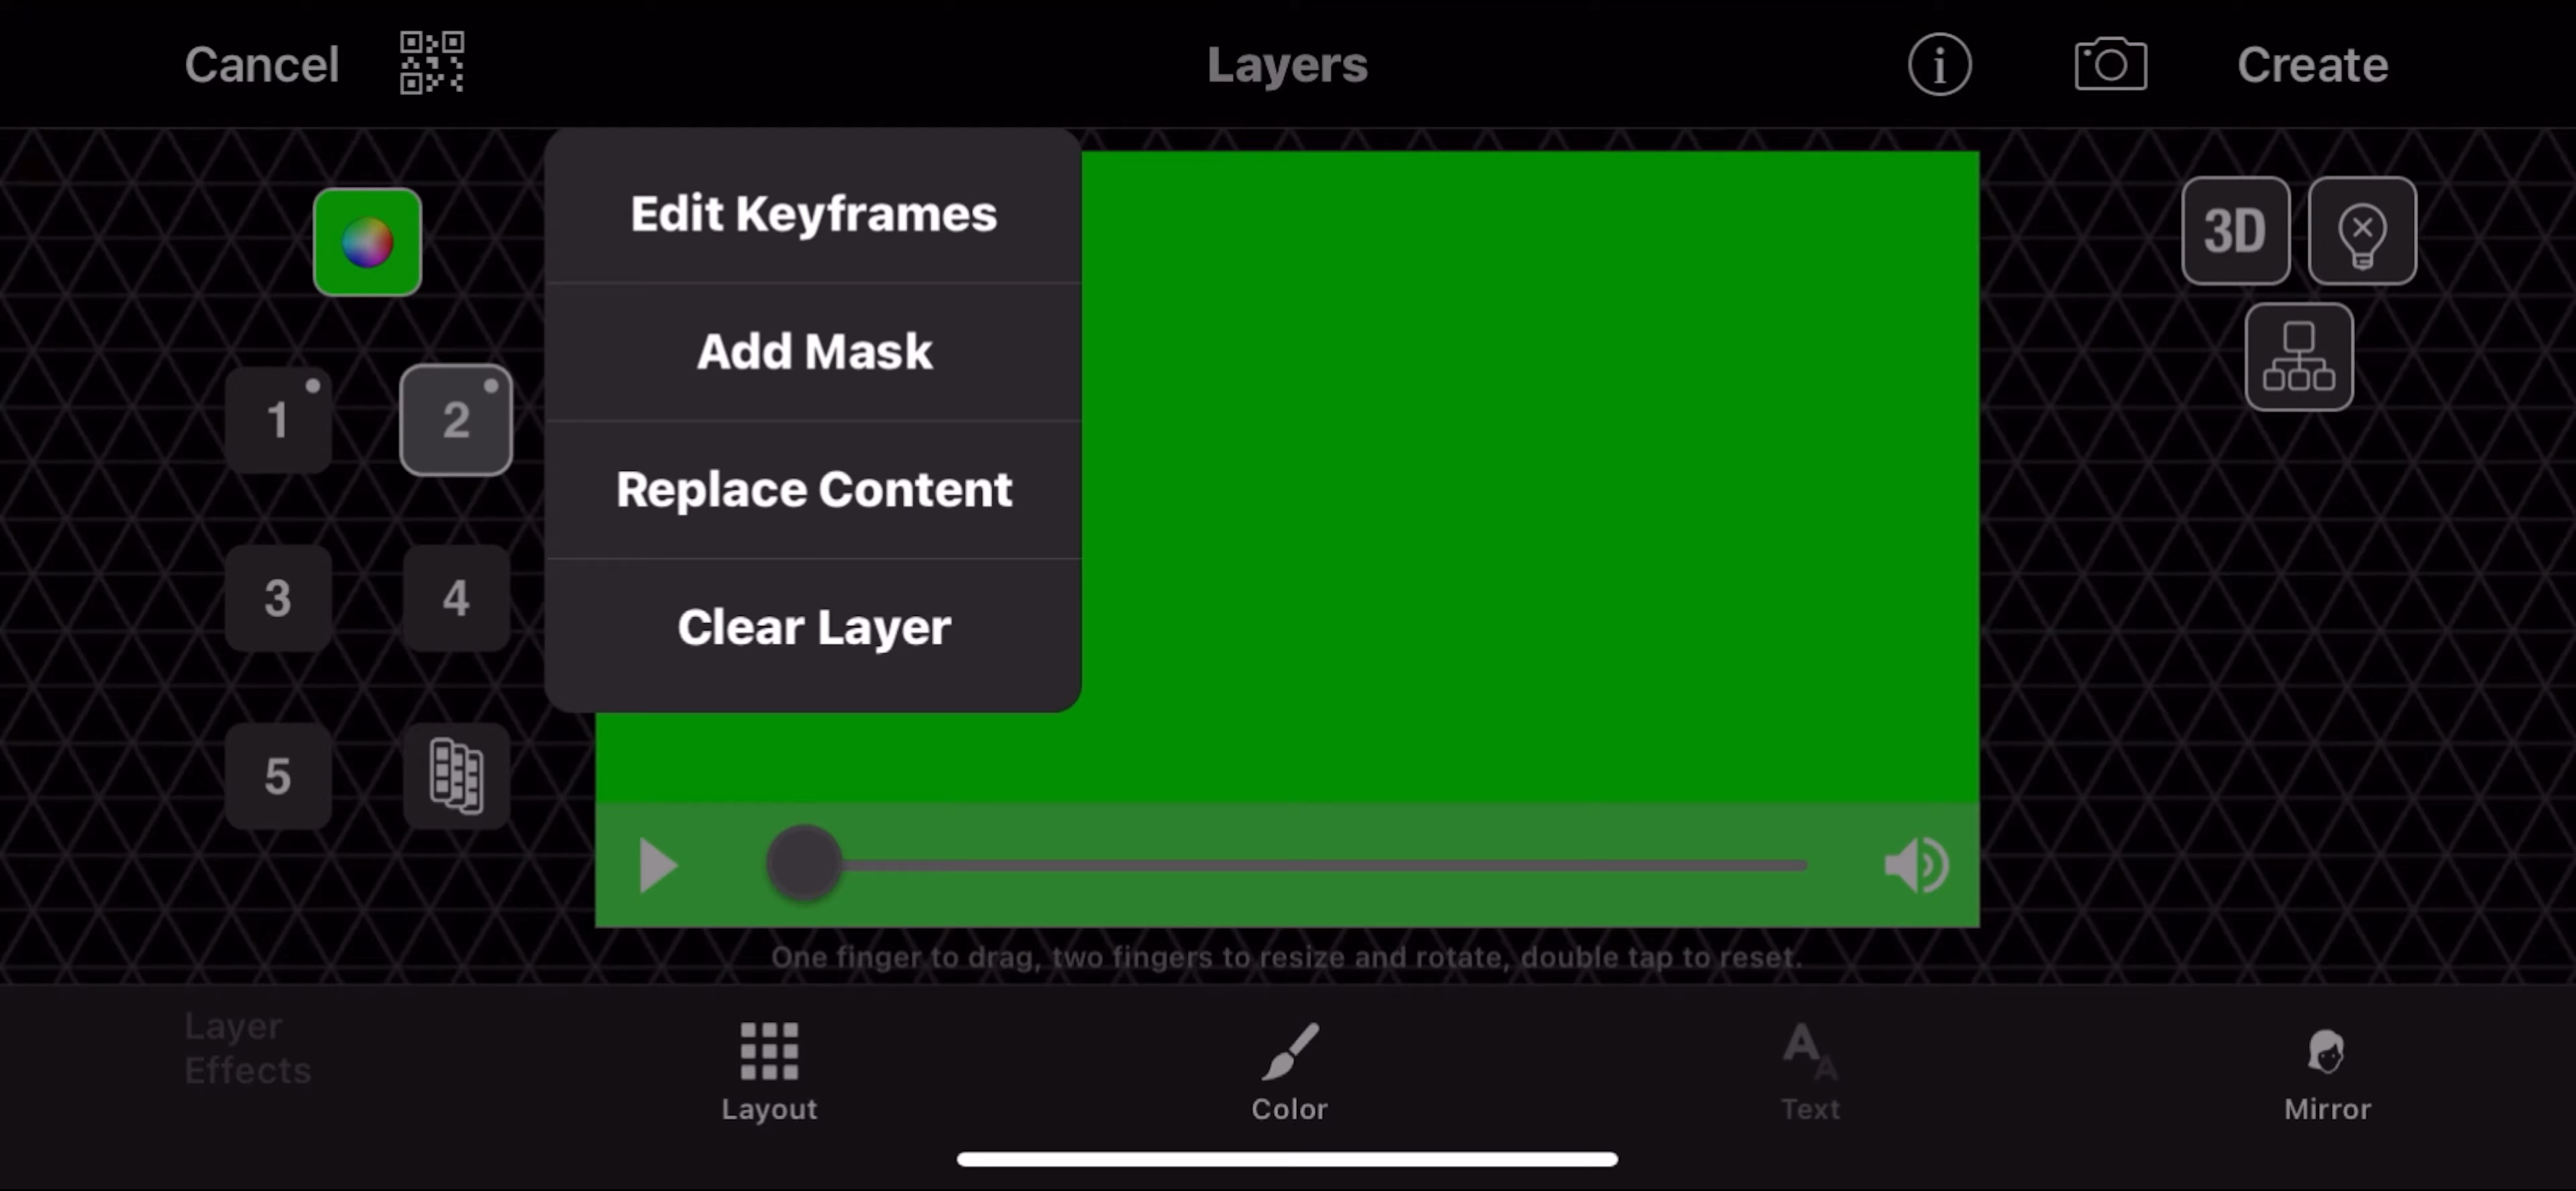 Cancel
Layers
Create
Edit Keyframes
3D
Add Mask
1
2
Replace Content
3
4
Clear Layer
5
One finger to drag, two fingers to resize and rotate, double tap to reset.
Layer
Effects
Layout
Color
Text
Mirror